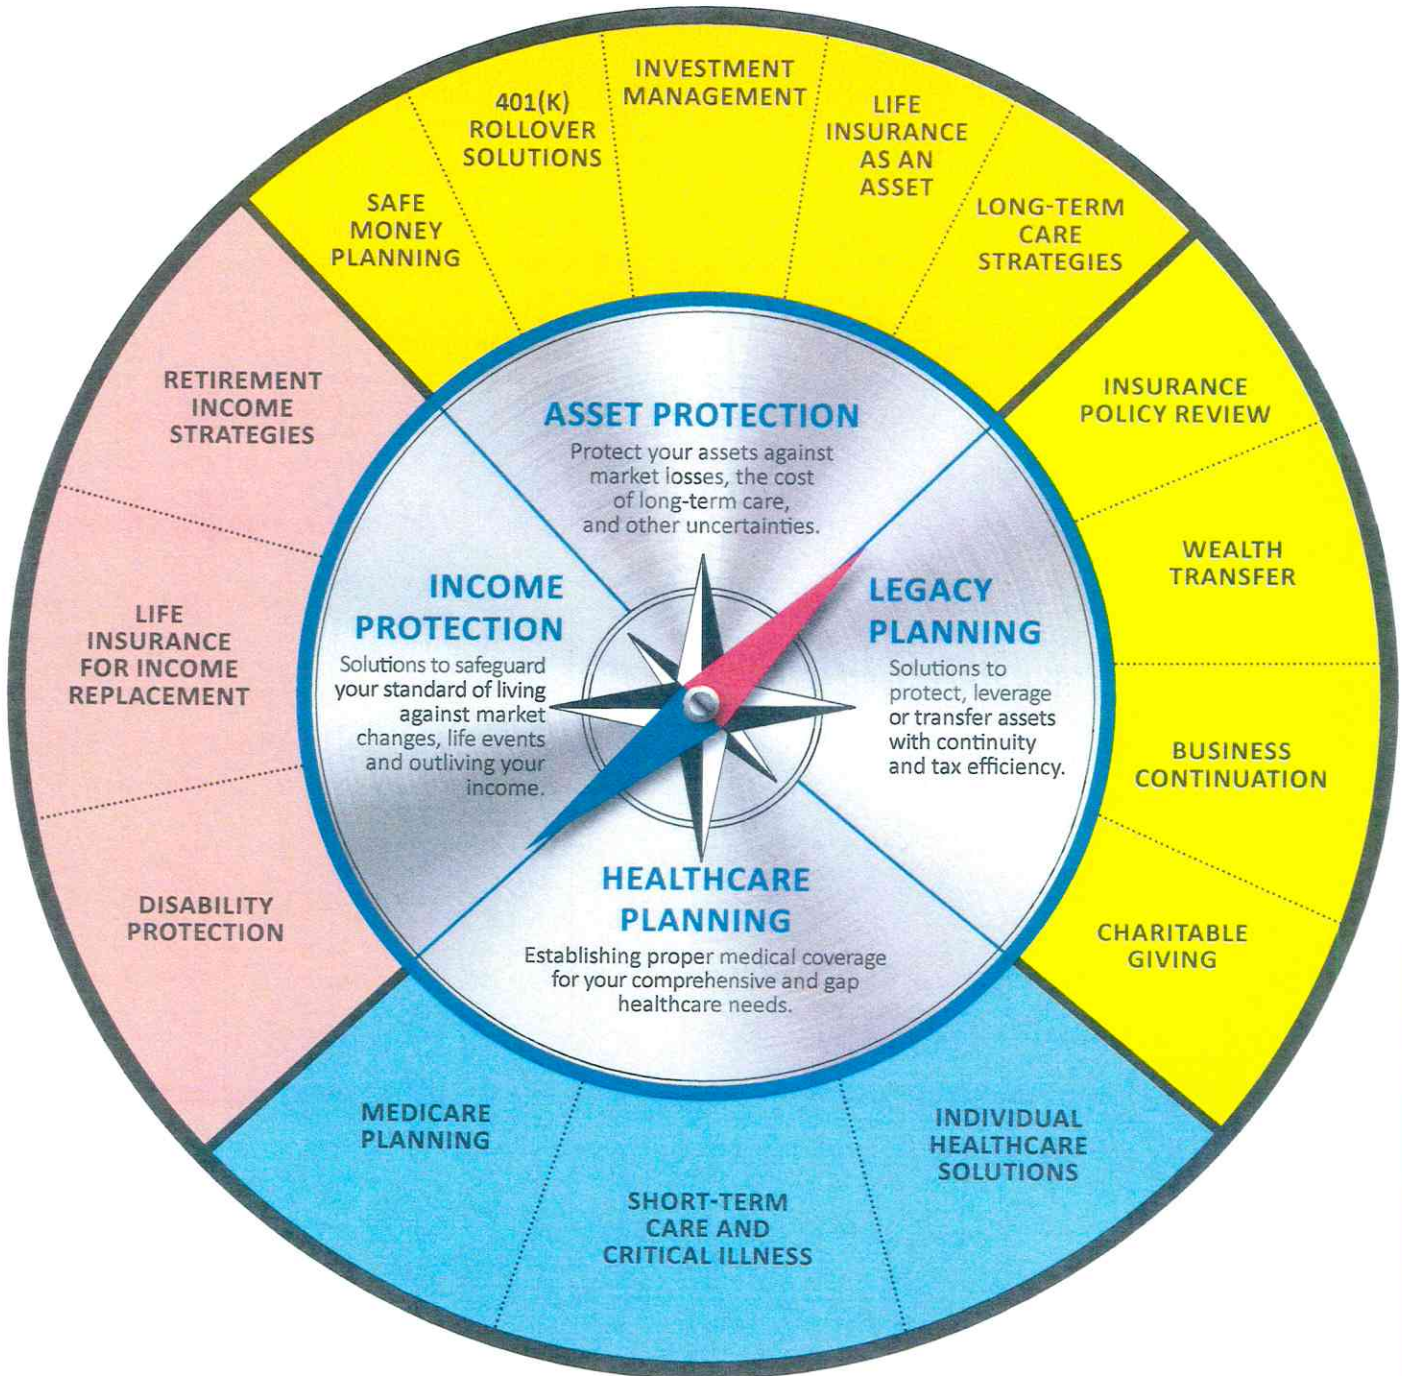 INVESTMENT
MANAGEMENT
401(K)
ROLLOVER
SOLUTIONS
LIFE
INSURANCE
AS AN
ASSET
SAFE
MONEY
PLANNING
LONG-TERM
CARE
STRATEGIES
RETIREMENT
INCOME
STRATEGIES
INSURANCE
POLICY REVIEW
ASSET PROTECTION
Protect your assets against
market losses, the cost
of long-term care,
and other uncertainties.
WEALTH
TRANSFER
INCOME
PROTECTION
Solutions to safeguard
your standard of living
against market
changes, life events
and outliving your
income.
LEGACY
PLANNING
Solutions to
protect, leverage
or transfer assets
with continuity
and tax efficiency.
LIFE
INSURANCE
FOR INCOME
REPLACEMENT
BUSINESS
CONTINUATION
HEALTHCARE
PLANNING
Establishing proper medical coverage
for your comprehensive and gap
healthcare needs.
DISABILITY
PROTECTION
CHARITABLE
GIVING
MEDICARE
PLANNING
INDIVIDUAL
HEALTHCARE
SOLUTIONS
SHORT-TERM
CARE AND
CRITICAL ILLNESS